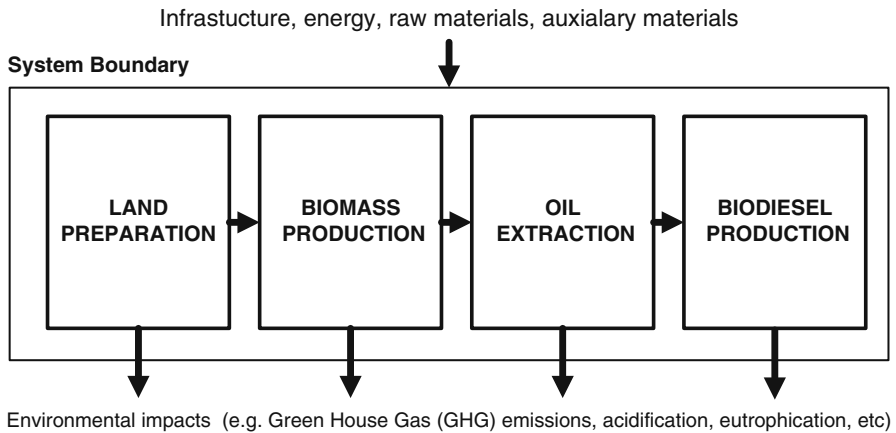 Infrastucture, energy, raw materials, auxialary materials
System Boundary
LAND
PREPARATION
BIOMASS
PRODUCTION
OIL
EXTRACTION
BIODIESEL
PRODUCTION
Environmental impacts (e.g. Green House Gas (GHG) emissions, acidification, eutrophication, etc)